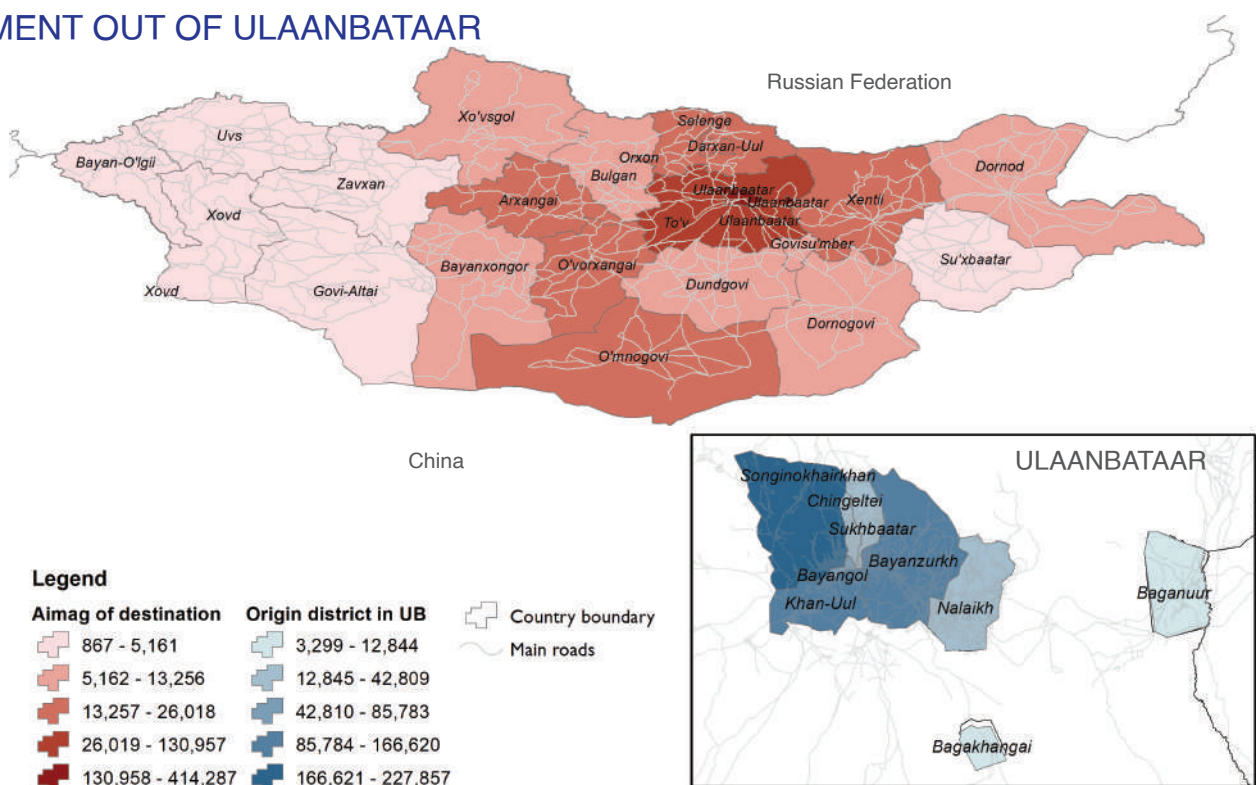 MENT OUT OF ULAANBATAAR
Russian Federation
Xo'vsgol
Selenge
Uvs
Darxan-Uul
Bayan-O'lgii
Orxon
Dornod
Bulgan
Zavxan
Ulaanbaatar
Arxangai
Ulaanbaatar
Xentii
Xovd
To'v
Ulaanbaatar
Govisu'mber
Su'xbaatar
Bayanxongor
O'vorxangai
Dundgovi
Xovd
Govi-Altai
Dornogovi
O'mnogovi
China
ULAANBATAAR
Songinokhairkhan
Chingeltei
Sukhbaatar
Bayanzurkh
Bayangol
Baganuur
Khan-Uul
Nalaikh
Bagakhangai
Legend
Aimag of destination
867 - 5,161
5,162 - 13,256
13,257 - 26,018
26,019 - 130,957
130,958 - 414,287
Origin district in UB
3,299 - 12,844
12,845 - 42,809
42,810 - 85,783
85,784 - 166,620
166,621 - 227,857
Country boundary
Main roads